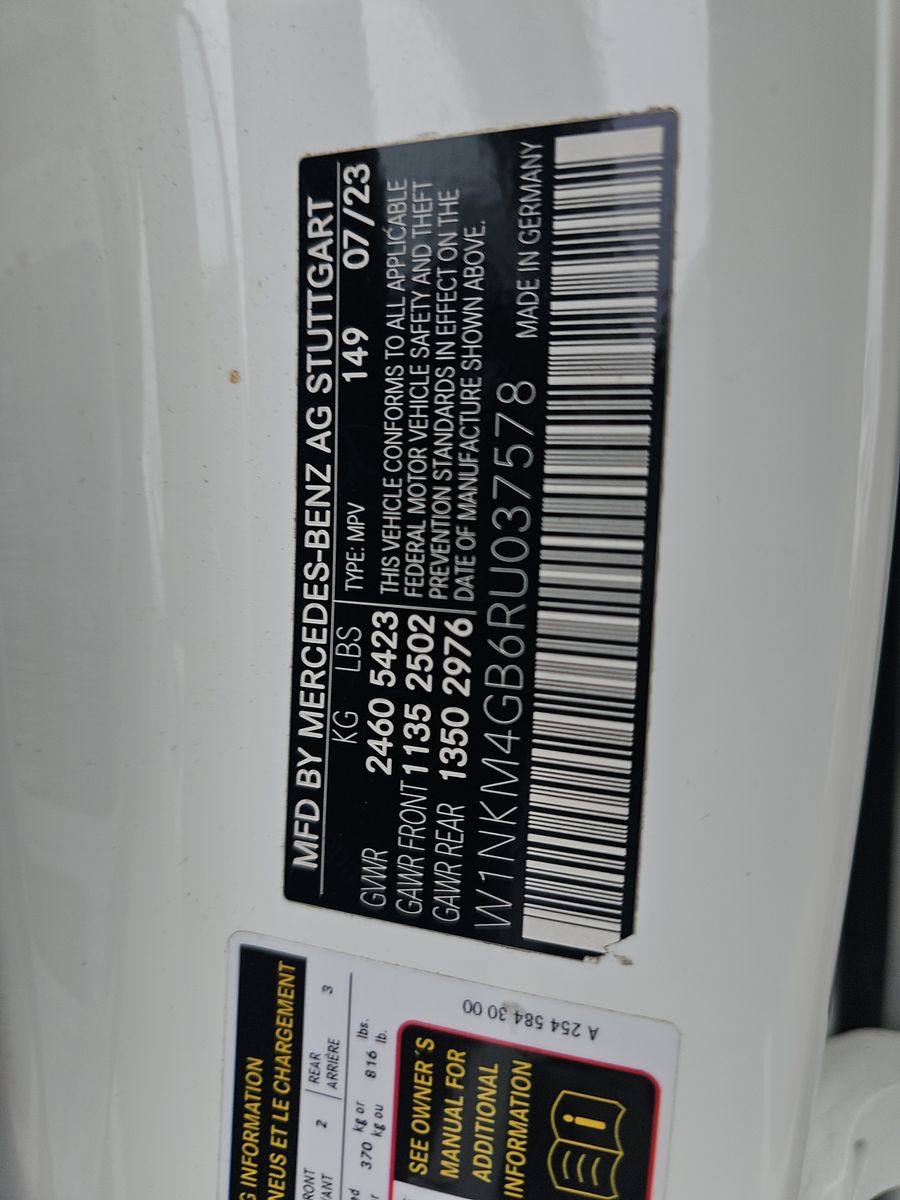 MFD BY MERCEDES-BENZ AG STUTTGART
KG LBS TYPE: MPV 149 07/23
GVWR 2460 5423
GAWR FRONT 1135 2502
GAWR REAR 1350 2976
THIS VEHICLE CONFORMS TO ALL APPLICABLE
FEDERAL MOTOR VEHICLE SAFETY AND THEFT
PREVENTION STANDARDS IN EFFECT ON THE
DATE OF MANUFACTURE SHOWN ABOVE.
W1NKM4GB6RU037578 MADE IN GERMANY
INFORMATION
NEUS ET LE CHARGEMENT
2 REAR 3
ARRIÈRE
370 kg or 816 lbs.
kg ou lb.
SEE OWNER'S
MANUAL FOR
ADDITIONAL
INFORMATION
A 254 584 30 00